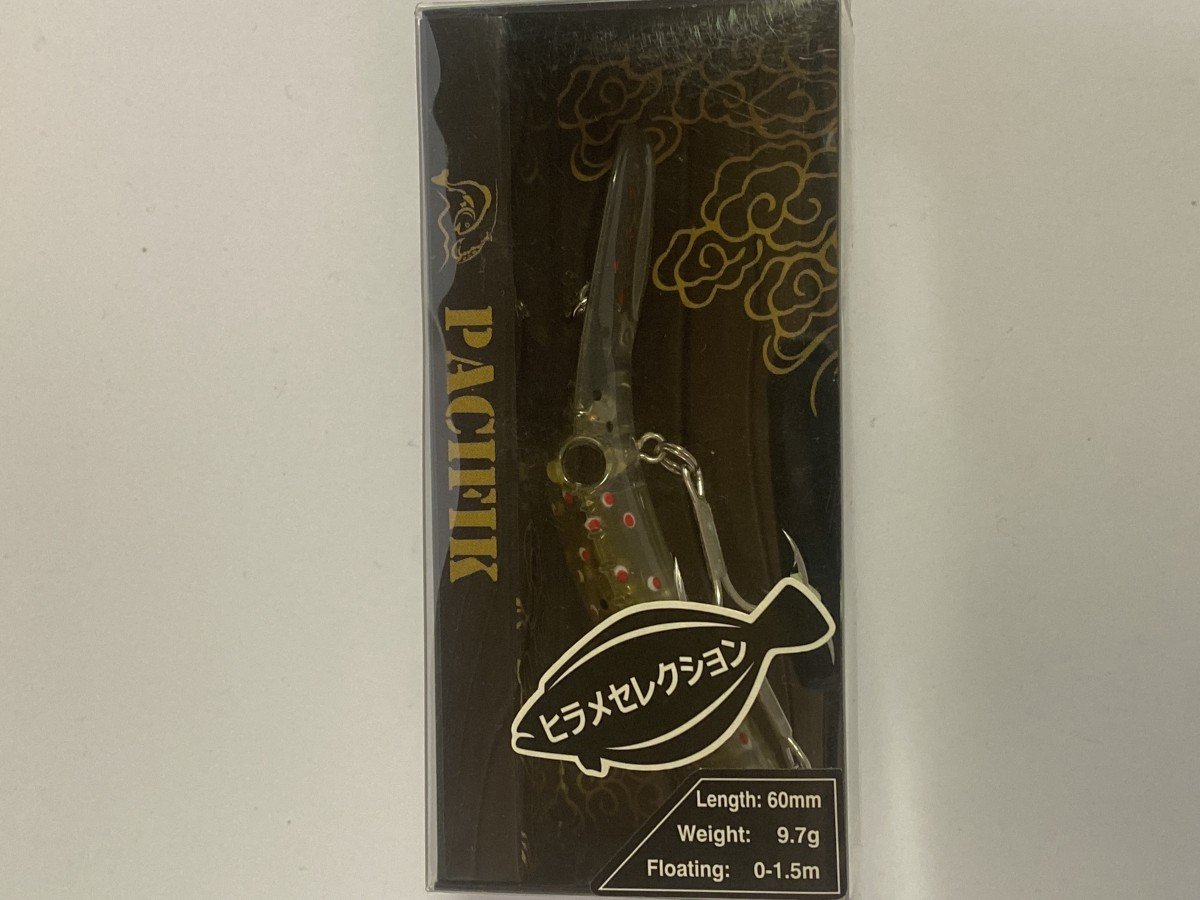 PACIFIK
ヒラメセレクション
Length: 60mm
Weight: 9.7g
Floating: 0-1.5m